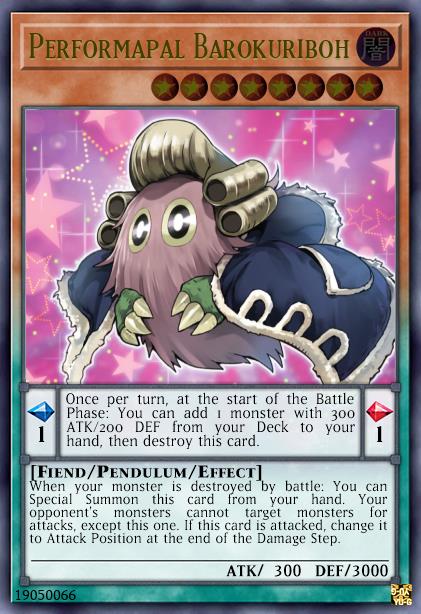 PERFORMAPAL BAROKURIBOH
DARK
闇
Once per turn, at the start of the Battle
Phase: You can add 1 monster with 300
ATK/200 DEF from your Deck to your
hand, then destroy this card.
1
1
[FIEND/PENDULUM/EFFECT]
When your monster is destroyed by battle: You can
Special Summon this card from your hand. Your
opponent's monsters cannot target monsters for
attacks, except this one. If this card is attacked, change it
to Attack Position at the end of the Damage Step.
ATK/ 300 DEF/3000
19050066